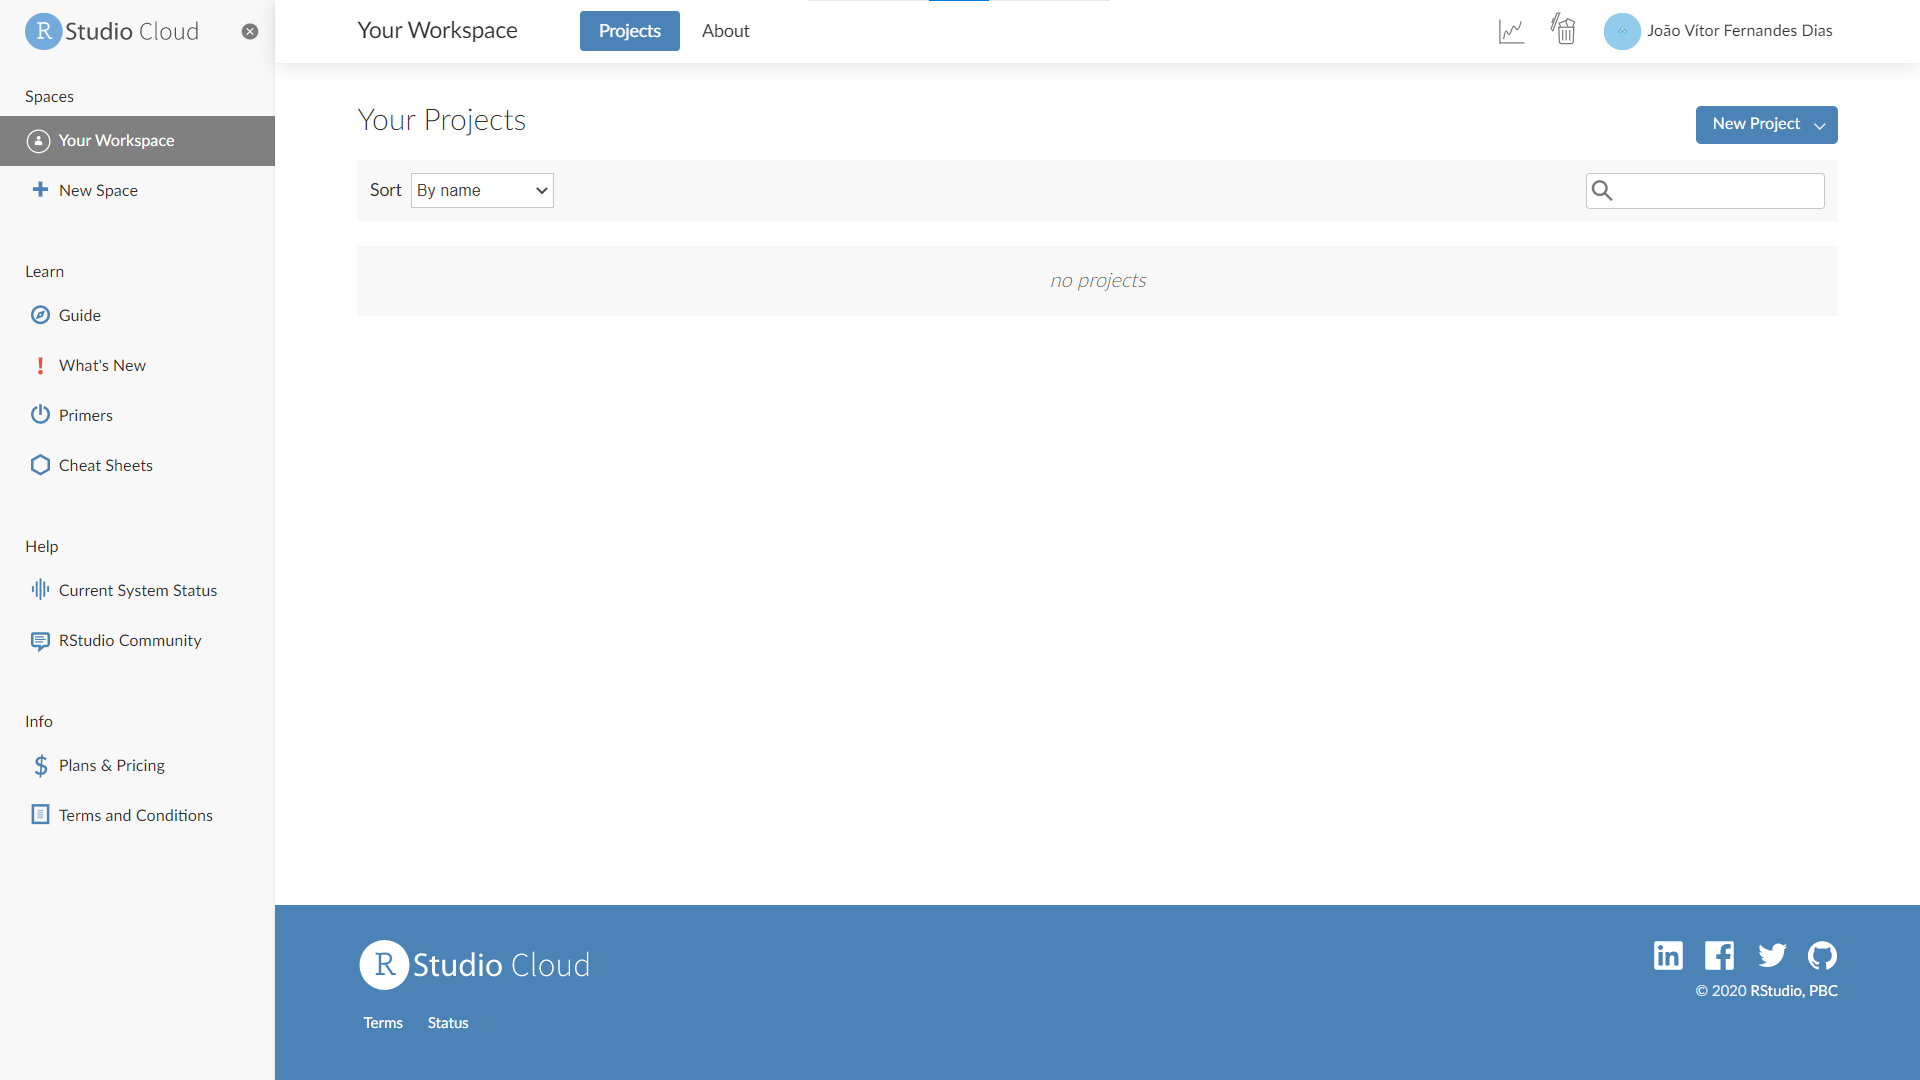 RStudio Cloud
Spaces
Your Workspace
New Space
Learn
Guide
What's New
Primers
Cheat Sheets
Help
Current System Status
RStudio Community
Info
Plans & Pricing
Terms and Conditions
Your Workspace
Projects
About
João Vítor Fernandes Dias
Your Projects
New Project
Sort By name
no projects
RStudio Cloud
Terms Status
© 2020 RStudio, PBC